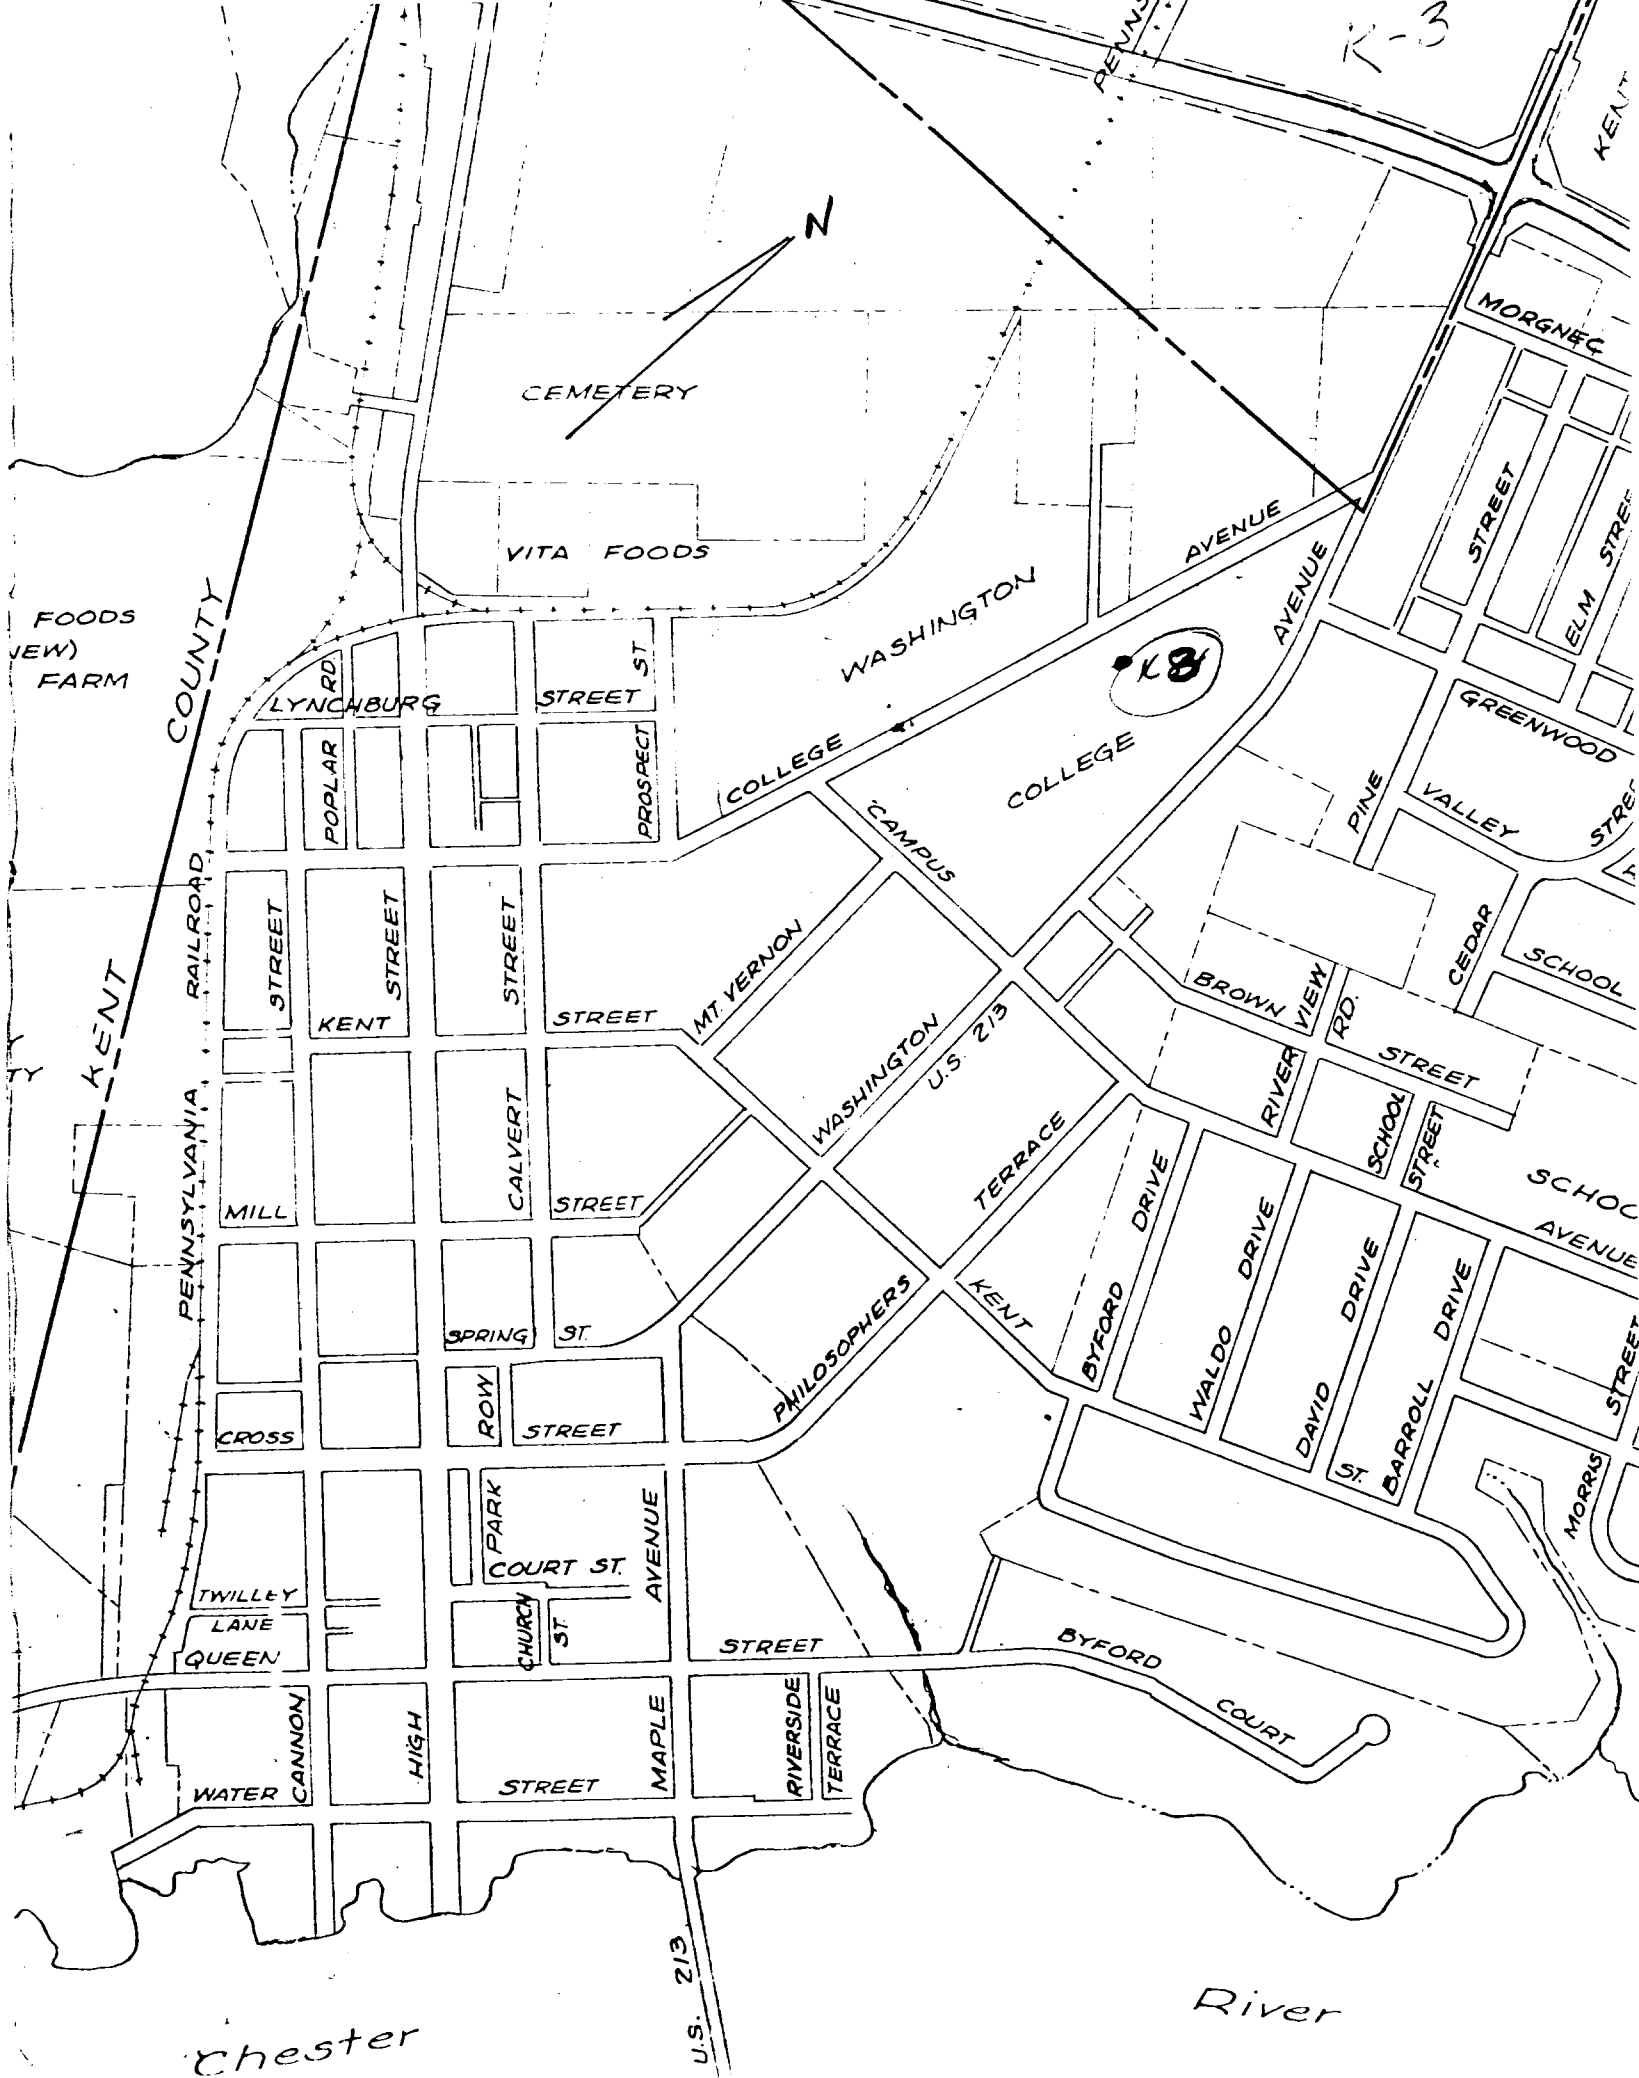 K-3
PENNS
KENT
N
MORGNEC
CEMETERY
STREET
AVENUE
VITA FOODS
WASHINGTON
AVENUE
ELM STREE
FOODS
FARM
COUNTY
RD
ST
LYNCHBURG STREET
COLLEGE
COLLEGE
GREENWOOD
POPLAR
PROSPECT
CAMPUS
PINE
VALLEY
STREE
RAILROAD
STREET
STREET
STREET
MT. VERNON
CEDAR
SCHOOL
KENT
KENT STREET
WASHINGTON
U.S. 213
BROWN STREET
RIVER VIEW RD.
PENNSYLVANIA
CALVERT
SCHOOL STREET
TERRACE
MILL STREET
DRIVE
DRIVE
DRIVE
DRIVE
AVENUE
SPRING ST.
PHILOSOPHERS
KENT
BYFORD
WALDO
DAVID
BARROLL
ST.
STREET
ROW
CROSS STREET
PARK
AVENUE
MORRIS
COURT ST.
TWILLEY
LANE
CHURCH ST.
QUEEN STREET
BYFORD
COURT
CANNON
HIGH
MAPLE
RIVERSIDE
TERRACE
WATER STREET
U.S. 213
River
Chester